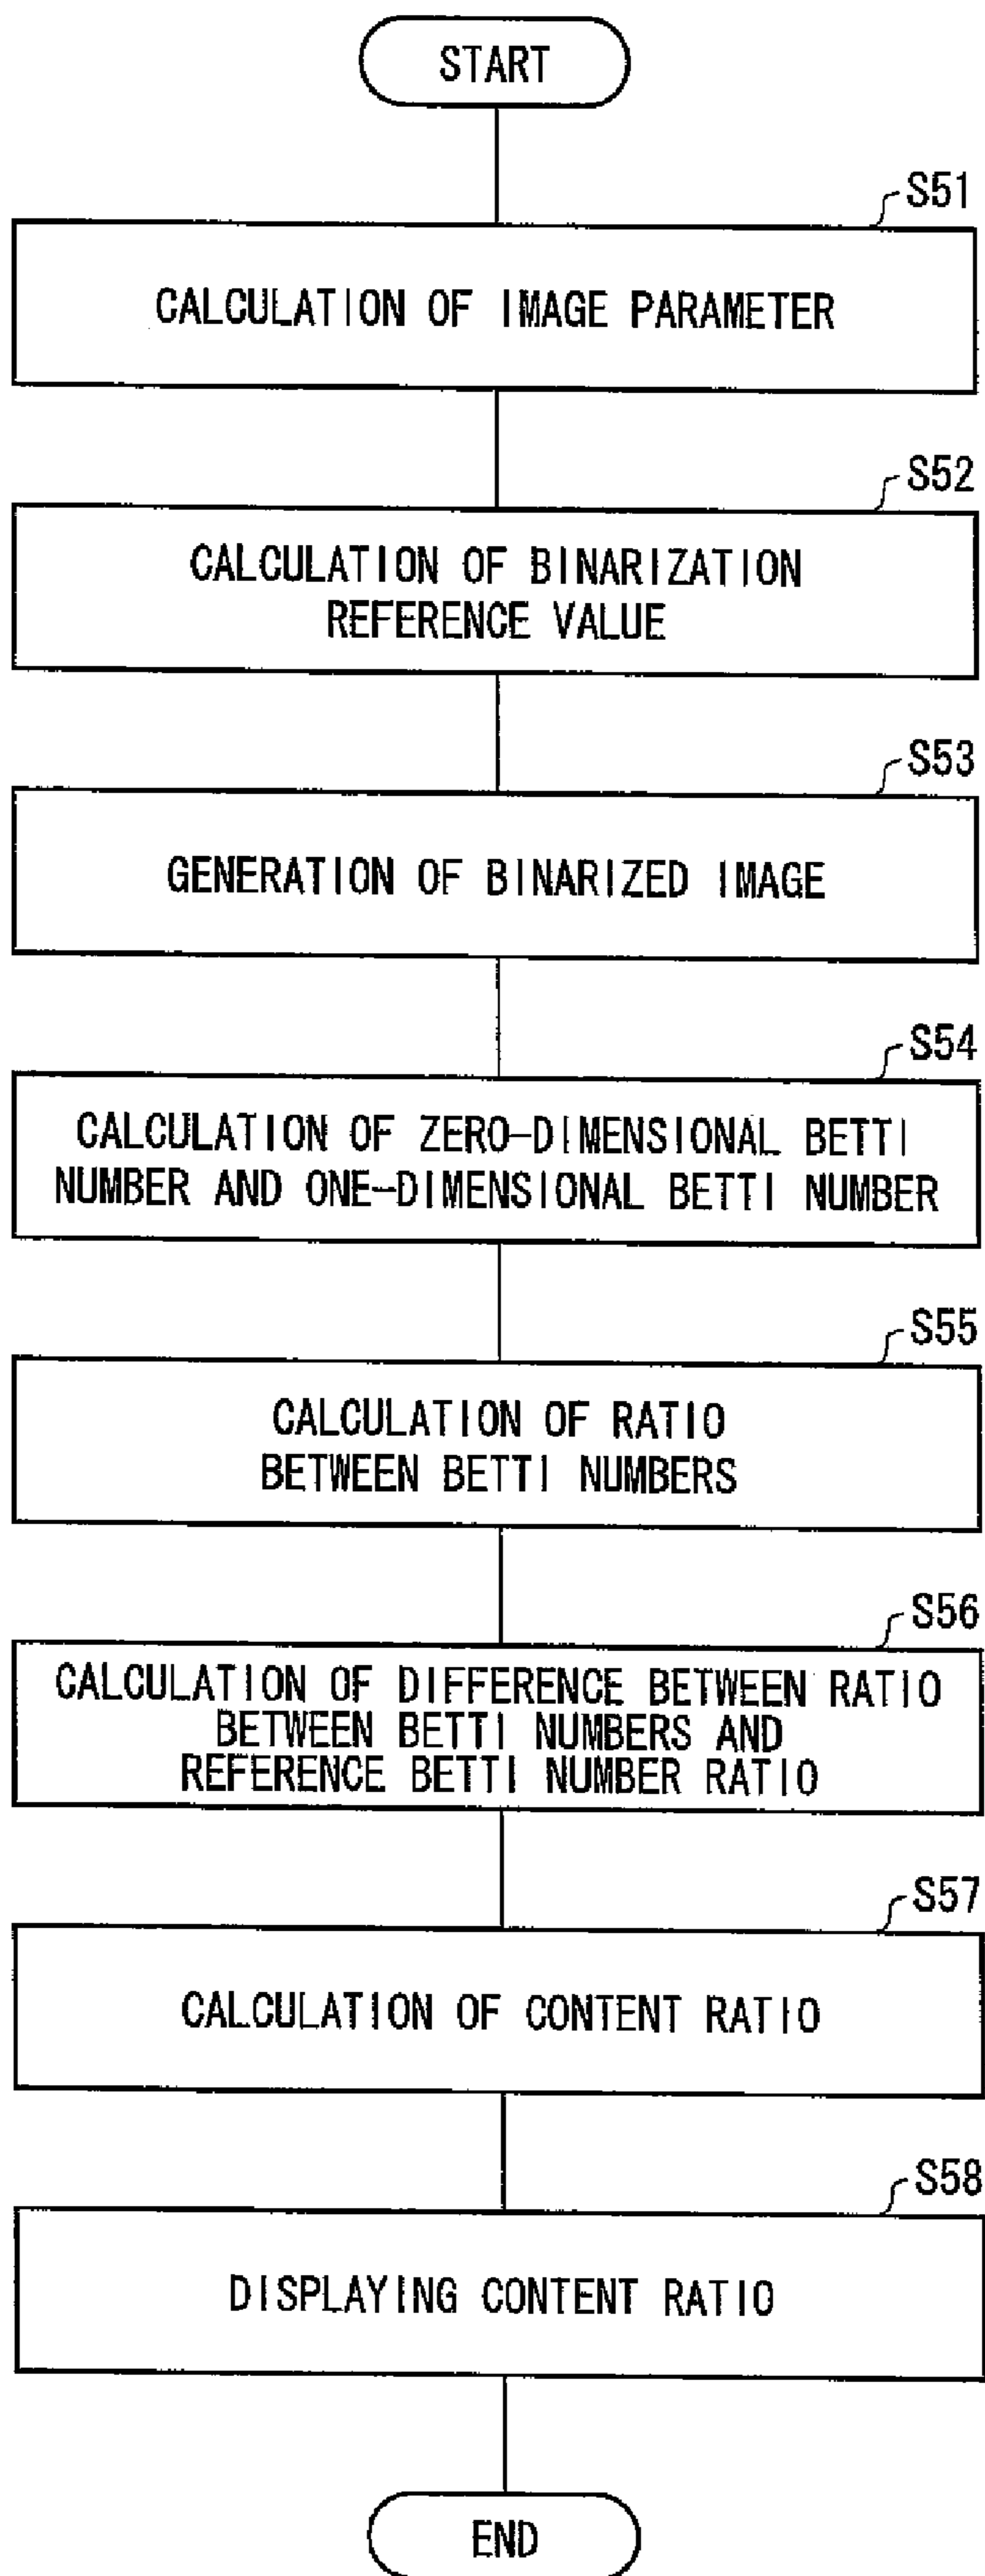 START
S51
CALCULATION OF IMAGE PARAMETER
S52
CALCULATION OF BINARIZATION
REFERENCE VALUE
S53
GENERATION OF BINARIZED IMAGE
S54
CALCULATION OF ZERO-DIMENSIONAL BETTI
NUMBER AND ONE-DIMENSIONAL BETTI NUMBER
S55
CALCULATION OF RATIO
BETWEEN BETTI NUMBERS
S56
CALCULATION OF DIFFERENCE BETWEEN RATIO
BETWEEN BETTI NUMBERS AND
REFERENCE BETTI NUMBER RATIO
S57
CALCULATION OF CONTENT RATIO
S58
DISPLAYING CONTENT RATIO
END